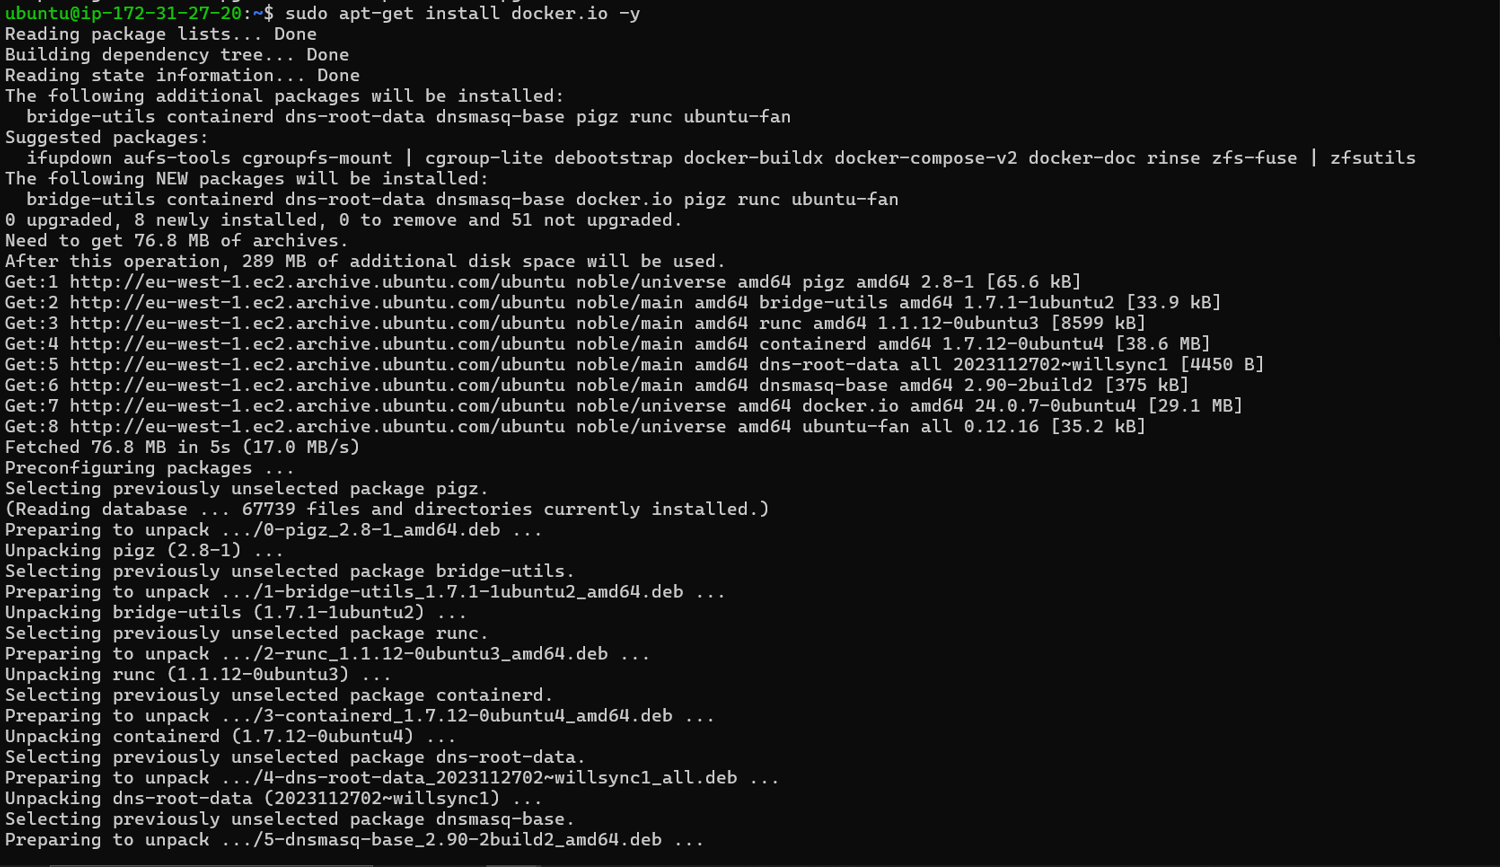 ubuntu@ip-172-31-27-20:~$ sudo apt-get install docker.io -y
Reading package lists... Done
Building dependency tree... Done
Reading state information... Done
The following additional packages will be installed:
  bridge-utils containerd dns-root-data dnsmasq-base pigz runc ubuntu-fan
Suggested packages:
  ifupdown aufs-tools cgroupfs-mount | cgroup-lite debootstrap docker-buildx docker-compose-v2 docker-doc rinse zfs-fuse | zfsutils
The following NEW packages will be installed:
  bridge-utils containerd dns-root-data dnsmasq-base docker.io pigz runc ubuntu-fan
0 upgraded, 8 newly installed, 0 to remove and 51 not upgraded.
Need to get 76.8 MB of archives.
After this operation, 289 MB of additional disk space will be used.
Get:1 http://eu-west-1.ec2.archive.ubuntu.com/ubuntu noble/universe amd64 pigz amd64 2.8-1 [65.6 kB]
Get:2 http://eu-west-1.ec2.archive.ubuntu.com/ubuntu noble/main amd64 bridge-utils amd64 1.7.1-1ubuntu2 [33.9 kB]
Get:3 http://eu-west-1.ec2.archive.ubuntu.com/ubuntu noble/main amd64 runc amd64 1.1.12-0ubuntu3 [8599 kB]
Get:4 http://eu-west-1.ec2.archive.ubuntu.com/ubuntu noble/main amd64 containerd amd64 1.7.12-0ubuntu4 [38.6 MB]
Get:5 http://eu-west-1.ec2.archive.ubuntu.com/ubuntu noble/main amd64 dns-root-data all 2023112702~willsync1 [4450 B]
Get:6 http://eu-west-1.ec2.archive.ubuntu.com/ubuntu noble/main amd64 dnsmasq-base amd64 2.90-2build2 [375 kB]
Get:7 http://eu-west-1.ec2.archive.ubuntu.com/ubuntu noble/universe amd64 docker.io amd64 24.0.7-0ubuntu4 [29.1 MB]
Get:8 http://eu-west-1.ec2.archive.ubuntu.com/ubuntu noble/universe amd64 ubuntu-fan all 0.12.16 [35.2 kB]
Fetched 76.8 MB in 5s (17.0 MB/s)
Preconfiguring packages ...
Selecting previously unselected package pigz.
(Reading database ... 67739 files and directories currently installed.)
Preparing to unpack .../0-pigz_2.8-1_amd64.deb ...
Unpacking pigz (2.8-1) ...
Selecting previously unselected package bridge-utils.
Preparing to unpack .../1-bridge-utils_1.7.1-1ubuntu2_amd64.deb ...
Unpacking bridge-utils (1.7.1-1ubuntu2) ...
Selecting previously unselected package runc.
Preparing to unpack .../2-runc_1.1.12-0ubuntu3_amd64.deb ...
Unpacking runc (1.1.12-0ubuntu3) ...
Selecting previously unselected package containerd.
Preparing to unpack .../3-containerd_1.7.12-0ubuntu4_amd64.deb ...
Unpacking containerd (1.7.12-0ubuntu4) ...
Selecting previously unselected package dns-root-data.
Preparing to unpack .../4-dns-root-data_2023112702~willsync1_all.deb ...
Unpacking dns-root-data (2023112702~willsync1) ...
Selecting previously unselected package dnsmasq-base.
Preparing to unpack .../5-dnsmasq-base_2.90-2build2_amd64.deb ...